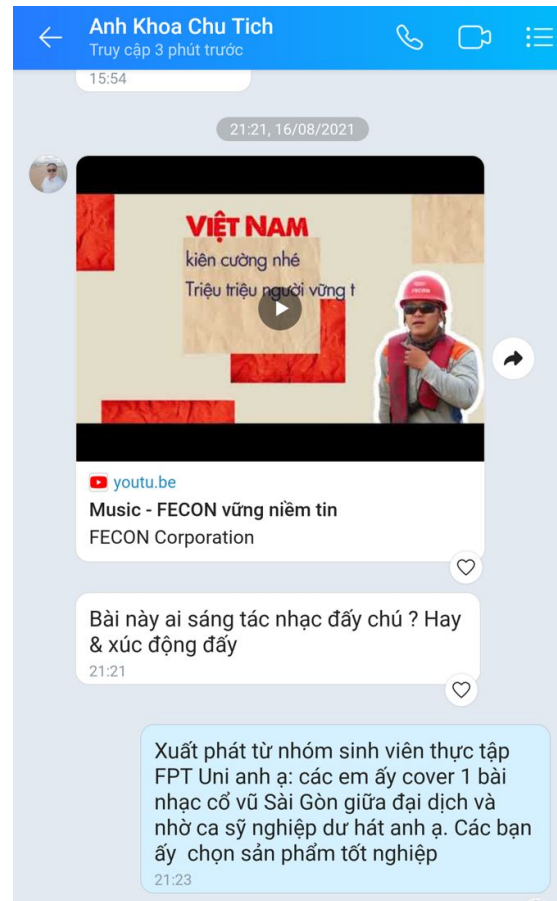 Anh Khoa Chu Tich
Truy cập 3 phút trước
15:54
21:21, 16/08/2021
VIỆT NAM
kiên cường nhé
Triệu triệu người vững t
FECON
youtu.be
Music - FECON vững niềm tin
FECON Corporation
Bài này ai sáng tác nhạc đấy chú ? Hay
& xúc động đấy
21:21
Xuất phát từ nhóm sinh viên thực tập
FPT Uni anh ạ: các em ấy cover 1 bài
nhạc cổ vũ Sài Gòn giữa đại dịch và
nhờ ca sỹ nghiệp dư hát anh ạ. Các bạn
ấy  chọn sản phẩm tốt nghiệp
21:23